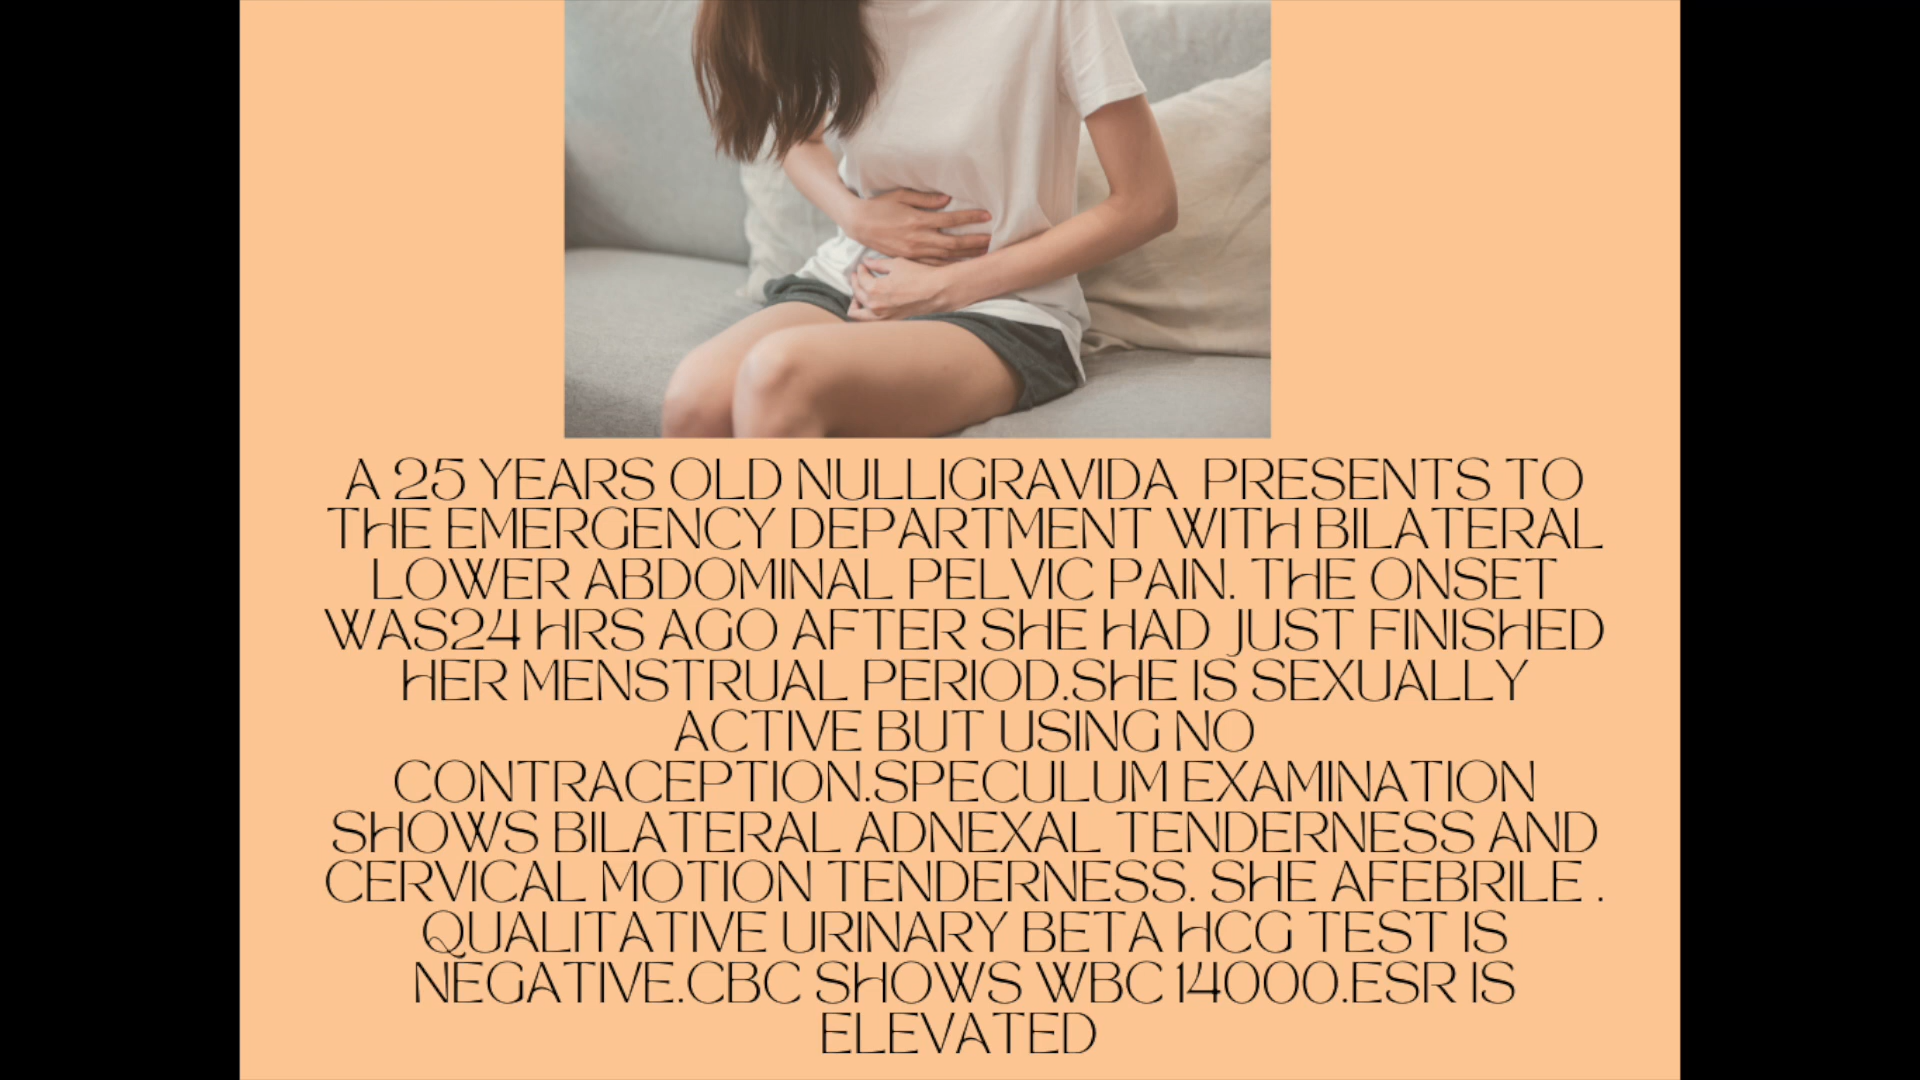 A 25 YEARS OLD NULLIGRAVIDA PRESENTS TO
THE EMERGENCY DEPARTMENT WITH BILATERAL
LOWER ABDOMINAL PELVIC PAIN. THE ONSET
WAS24 HRS AGO AFTER SHE HAD JUST FINISHED
HER MENSTRUAL PERIOD.SHE IS SEXUALLY
ACTIVE BUT USING NO
CONTRACEPTION.SPECULUM EXAMINATION
SHOWS BILATERAL ADNEXAL TENDERNESS AND
CERVICAL MOTION TENDERNESS. SHE AFEBRILE .
QUALITATIVE URINARY BETA HCG TEST IS
NEGATIVE.CBC SHOWS WBC 14000.ESR IS
ELEVATED